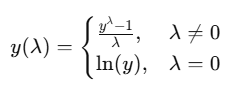 y(λ) = { (y^λ − 1)/λ, λ ≠ 0
ln(y), λ = 0